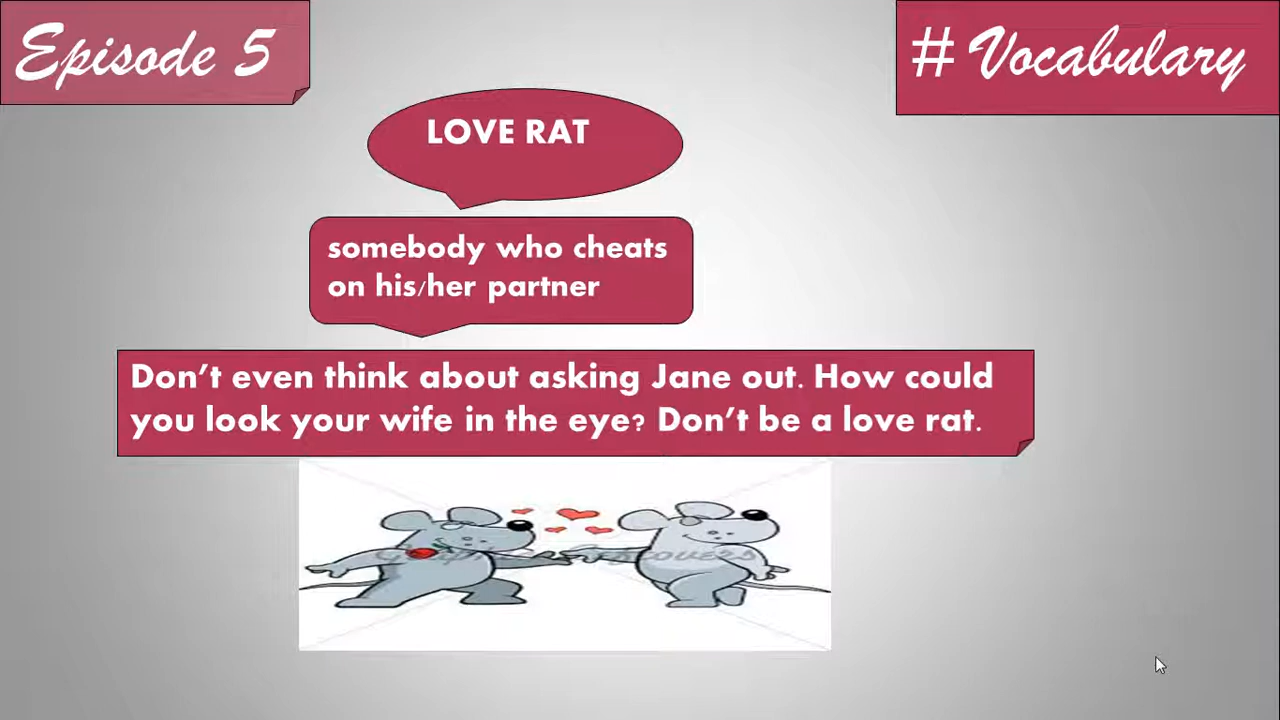 Episode 5
# Vocabulary
LOVE RAT
somebody who cheats
on his/her partner
Don't even think about asking Jane out. How could
you look your wife in the eye? Don't be a love rat.